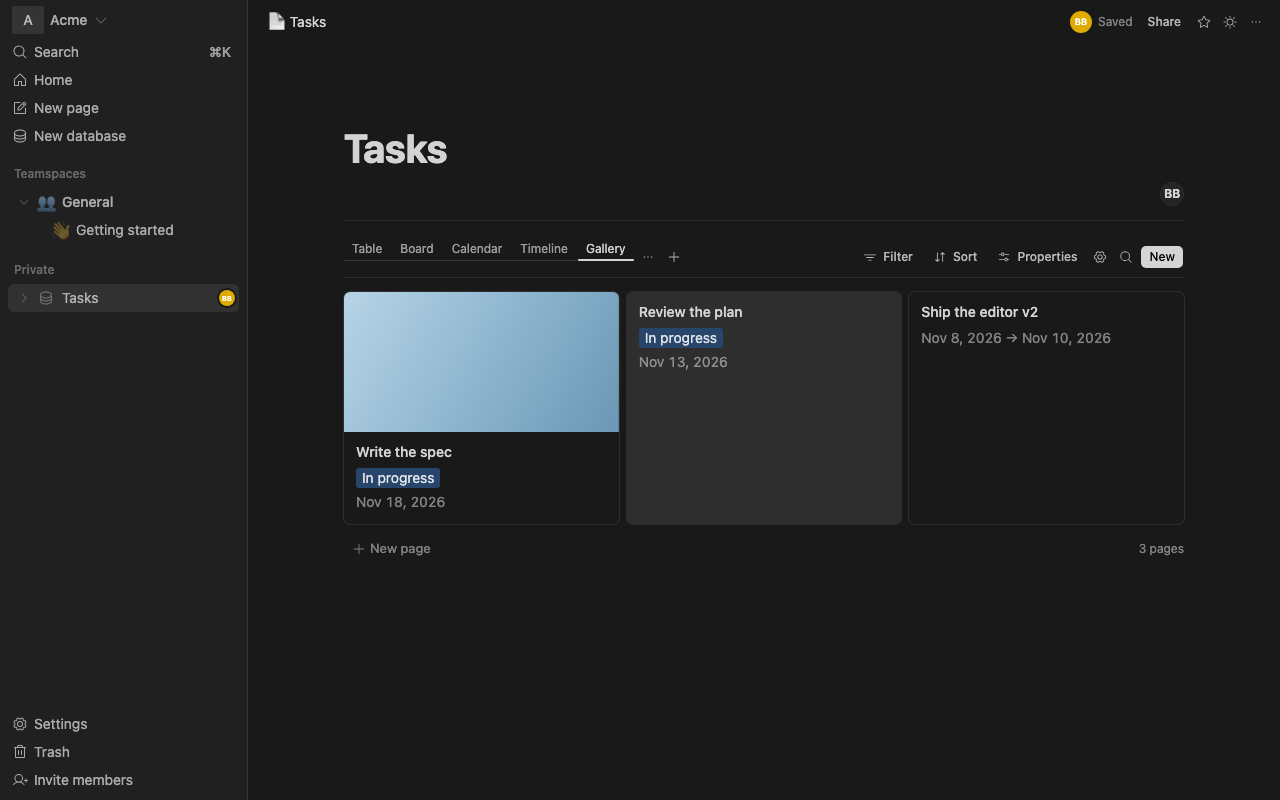 A Acme
Search ⌘K
Home
New page
New database
Teamspaces
General
Getting started
Private
Tasks BB
Settings
Trash
Invite members
Tasks
BB Saved Share
Tasks
BB
Table Board Calendar Timeline Gallery
Filter Sort Properties New
Write the spec
In progress
Nov 18, 2026
Review the plan
In progress
Nov 13, 2026
Ship the editor v2
Nov 8, 2026 → Nov 10, 2026
New page
3 pages